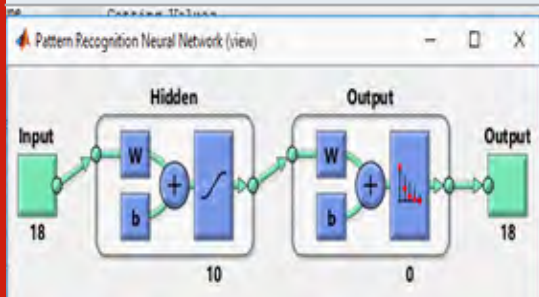 Pattern Recognition Neural Network (view)
Hidden Output
Input Output
W W
b b
18 18
10 0